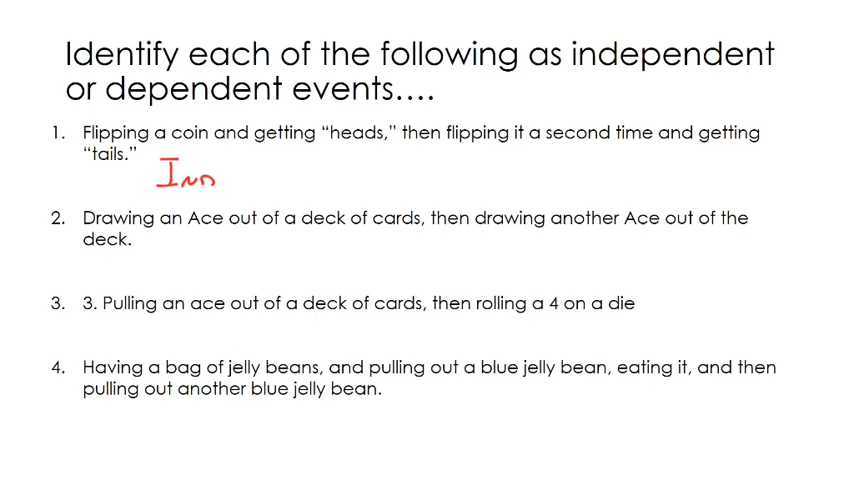 Identify each of the following as independent
or dependent events….
1. Flipping a coin and getting “heads,” then flipping it a second time and getting
“tails.”
IND
2. Drawing an Ace out of a deck of cards, then drawing another Ace out of the
deck.
3. 3. Pulling an ace out of a deck of cards, then rolling a 4 on a die
4. Having a bag of jelly beans, and pulling out a blue jelly bean, eating it, and then
pulling out another blue jelly bean.